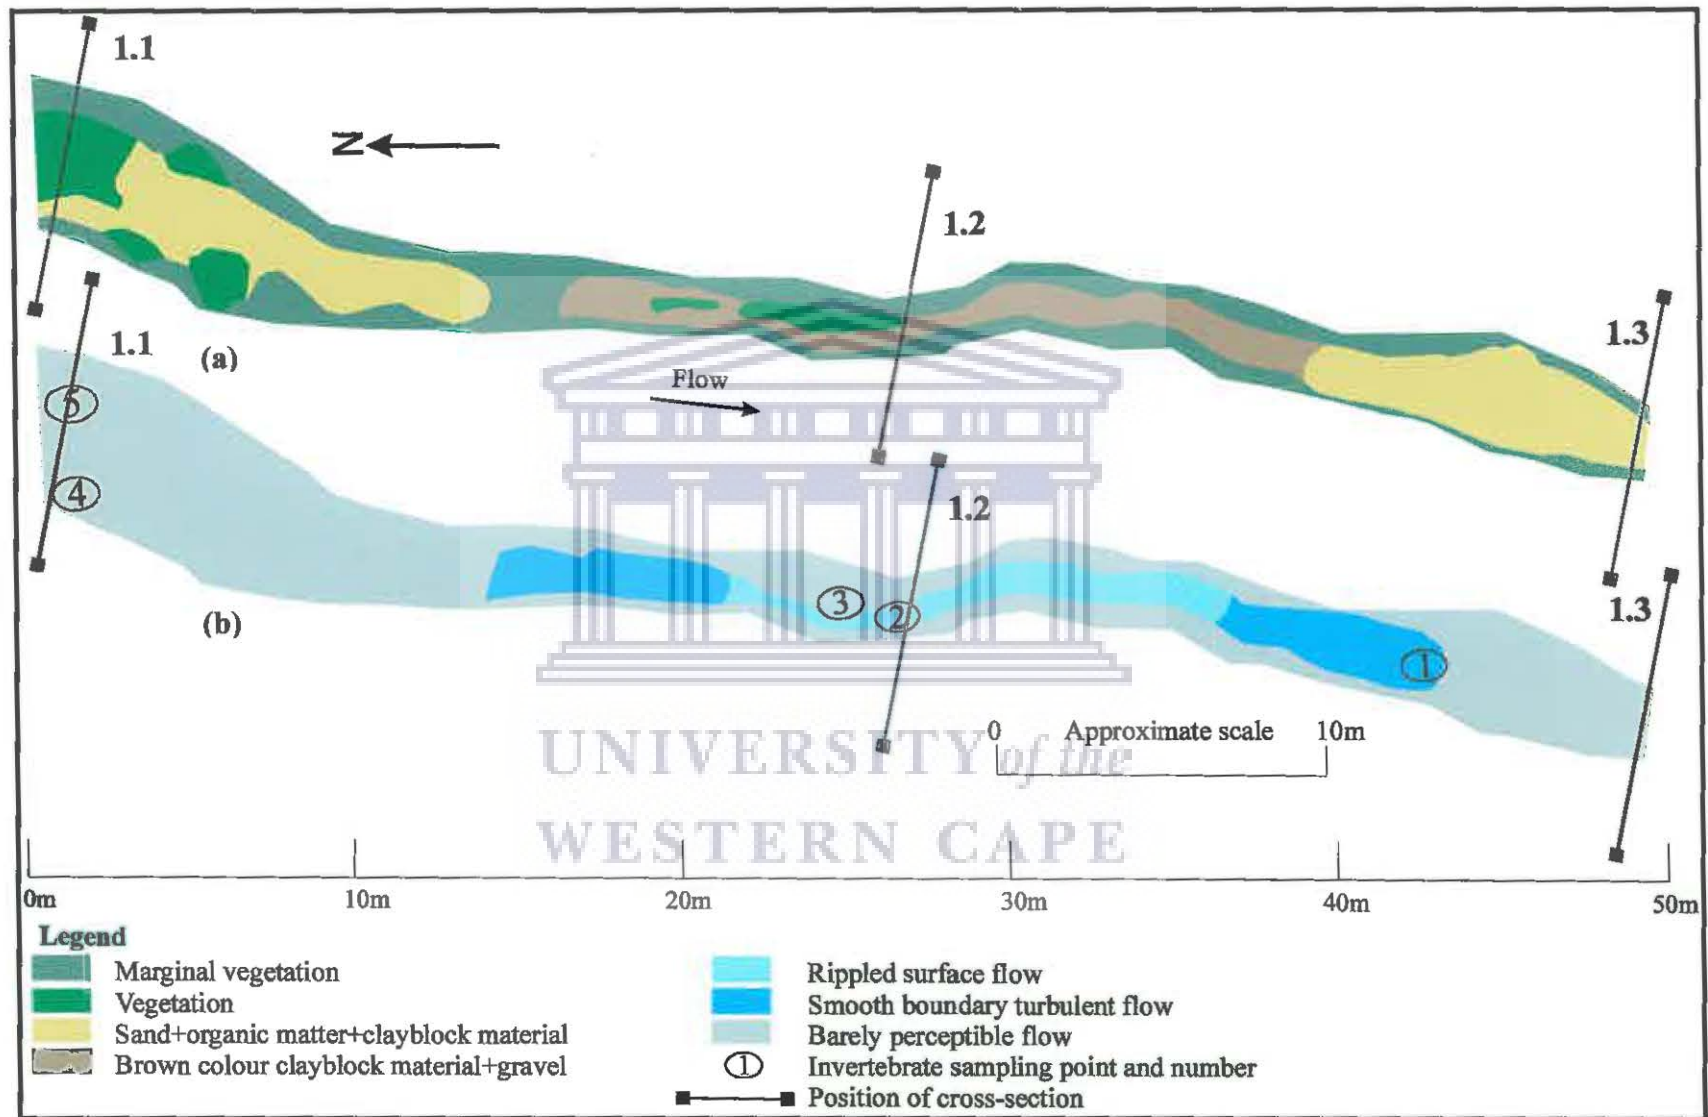 1.1
N
1.2
1.3
(a)
1.1
Flow
5
4
1.2
3
2
1.3
(b)
1
0 Approximate scale 10m
UNIVERSITY of the
WESTERN CAPE
0m 10m 20m 30m 40m 50m
Legend
Marginal vegetation
Vegetation
Sand+organic matter+clayblock material
Brown colour clayblock material+gravel
Rippled surface flow
Smooth boundary turbulent flow
Barely perceptible flow
1 Invertebrate sampling point and number
Position of cross-section